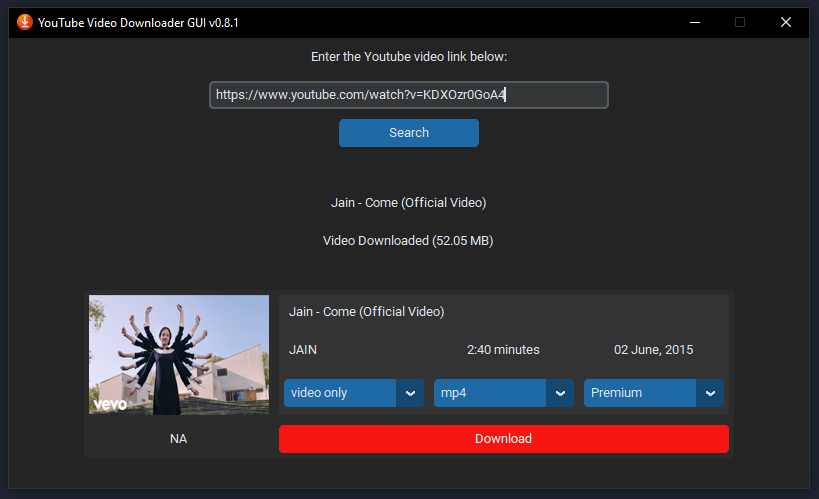 YouTube Video Downloader GUI v0.8.1
Enter the Youtube video link below:
https://www.youtube.com/watch?v=KDXOzr0GoA4
Search
Jain - Come (Official Video)
Video Downloaded (52.05 MB)
Jain - Come (Official Video)
JAIN 2:40 minutes 02 June, 2015
video only mp4 Premium
vevo
NA Download